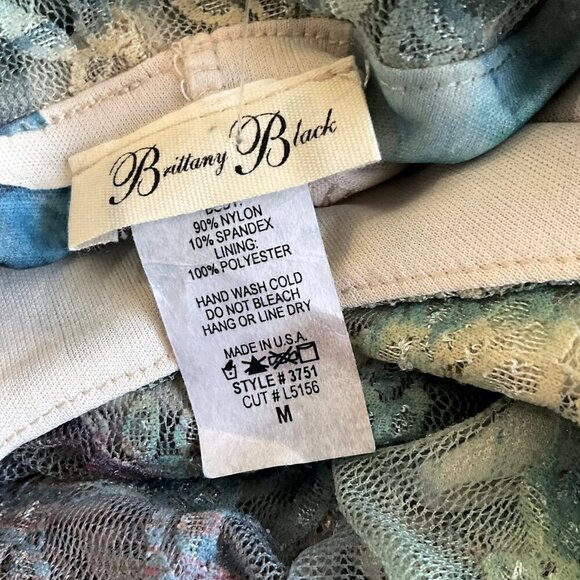 Brittany Black
BODY:
90% NYLON
10% SPANDEX
LINING:
100% POLYESTER
HAND WASH COLD
DO NOT BLEACH
HANG OR LINE DRY
MADE IN U.S.A.
STYLE # 3751
CUT # L5156
M